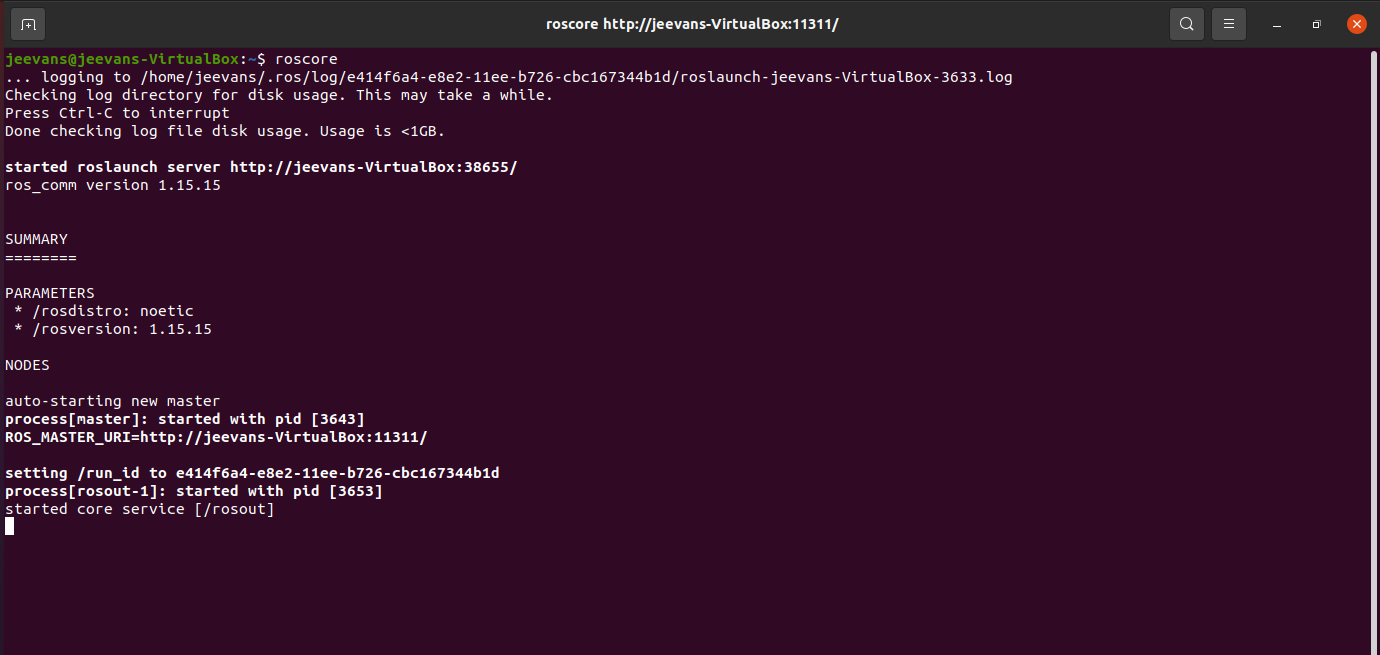 roscore http://jeevans-VirtualBox:11311/
jeevans@jeevans-VirtualBox:~$ roscore
... logging to /home/jeevans/.ros/log/e414f6a4-e8e2-11ee-b726-cbc167344b1d/roslaunch-jeevans-VirtualBox-3633.log
Checking log directory for disk usage. This may take a while.
Press Ctrl-C to interrupt
Done checking log file disk usage. Usage is <1GB.

started roslaunch server http://jeevans-VirtualBox:38655/
ros_comm version 1.15.15


SUMMARY
========

PARAMETERS
 * /rosdistro: noetic
 * /rosversion: 1.15.15

NODES

auto-starting new master
process[master]: started with pid [3643]
ROS_MASTER_URI=http://jeevans-VirtualBox:11311/

setting /run_id to e414f6a4-e8e2-11ee-b726-cbc167344b1d
process[rosout-1]: started with pid [3653]
started core service [/rosout]